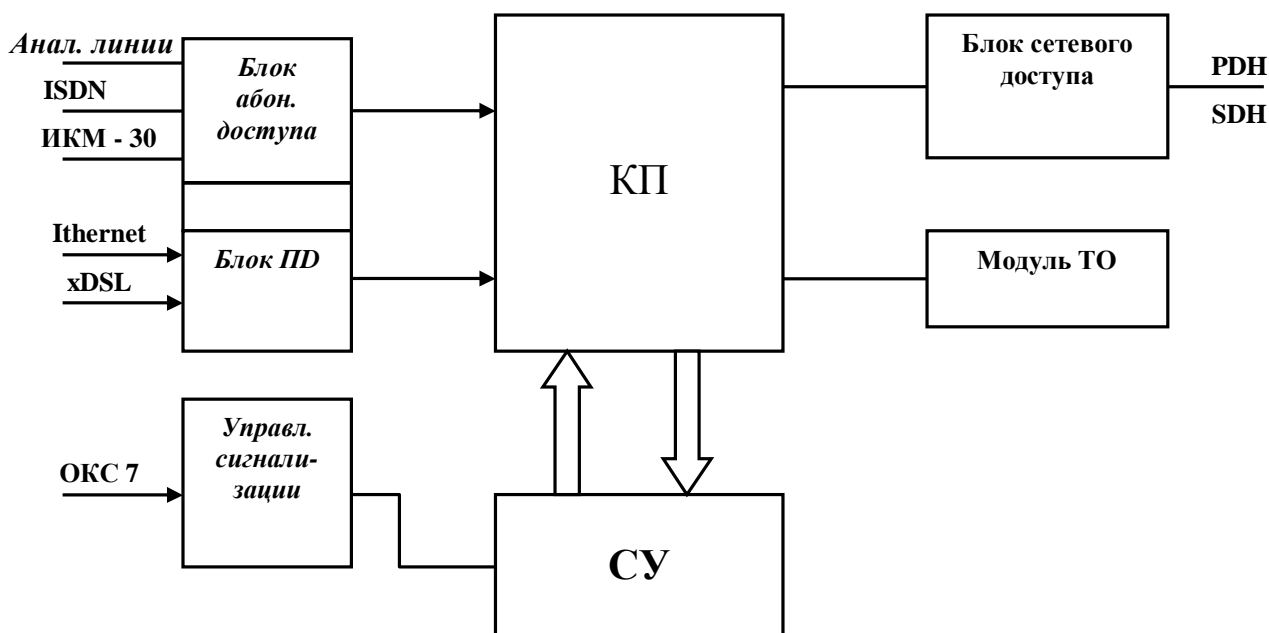 Анал. линии
ISDN
ИКМ - 30
Блок
абон.
доступа
Ithernet
xDSL
Блок ПD
ОКС 7
Управл.
сигнали-
зации
КП
СУ
Блок сетевого
доступа
PDH
SDH
Модуль ТО